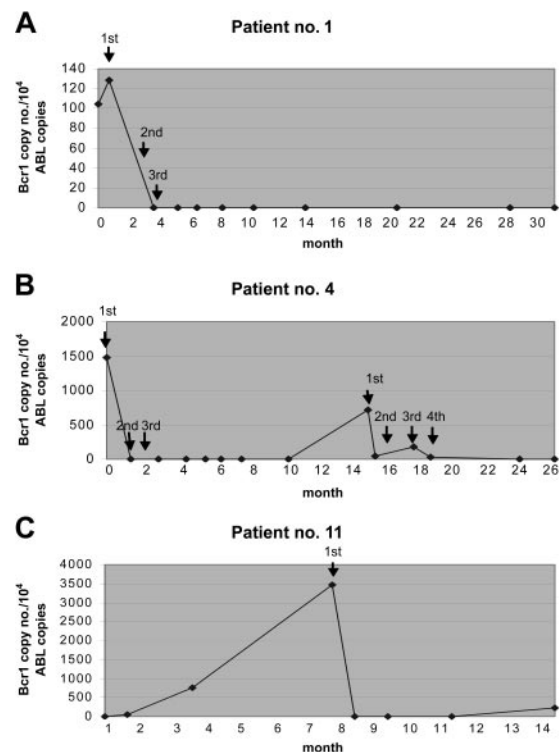 A
Patient no. 1
1st
Bcr1 copy no./10⁴
ABL copies
140
120
100
80
60
40
20
0
2nd
3rd
0 2 4 6 8 10 12 14 16 18 20 22 24 26 28 30
month
B
Patient no. 4
1st
Bcr1 copy no./10⁴
ABL copies
2000
1500
1000
500
0
2nd 3rd
1st
2nd 3rd 4th
0 2 4 6 8 10 12 14 16 18 20 22 24 26
month
C
Patient no. 11
1st
Bcr1 copy no./10⁴
ABL copies
4000
3500
3000
2500
2000
1500
1000
500
0
1 2 3 4 5 6 7 8 9 10 11 12 13 14
month